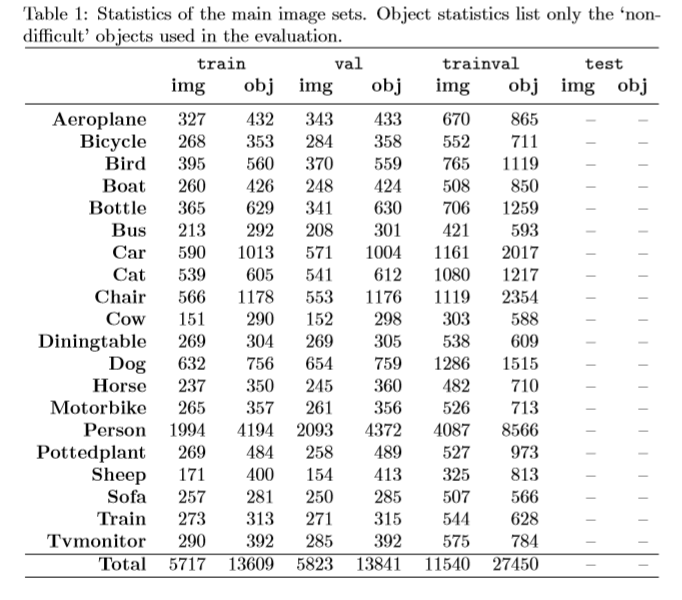 Table 1: Statistics of the main image sets. Object statistics list only the ‘non-
difficult’ objects used in the evaluation.
train val trainval test
img obj img obj img obj img obj
Aeroplane 327 432 343 433 670 865 – –
Bicycle 268 353 284 358 552 711 – –
Bird 395 560 370 559 765 1119 – –
Boat 260 426 248 424 508 850 – –
Bottle 365 629 341 630 706 1259 – –
Bus 213 292 208 301 421 593 – –
Car 590 1013 571 1004 1161 2017 – –
Cat 539 605 541 612 1080 1217 – –
Chair 566 1178 553 1176 1119 2354 – –
Cow 151 290 152 298 303 588 – –
Diningtable 269 304 269 305 538 609 – –
Dog 632 756 654 759 1286 1515 – –
Horse 237 350 245 360 482 710 – –
Motorbike 265 357 261 356 526 713 – –
Person 1994 4194 2093 4372 4087 8566 – –
Pottedplant 269 484 258 489 527 973 – –
Sheep 171 400 154 413 325 813 – –
Sofa 257 281 250 285 507 566 – –
Train 273 313 271 315 544 628 – –
Tvmonitor 290 392 285 392 575 784 – –
Total 5717 13609 5823 13841 11540 27450 – –